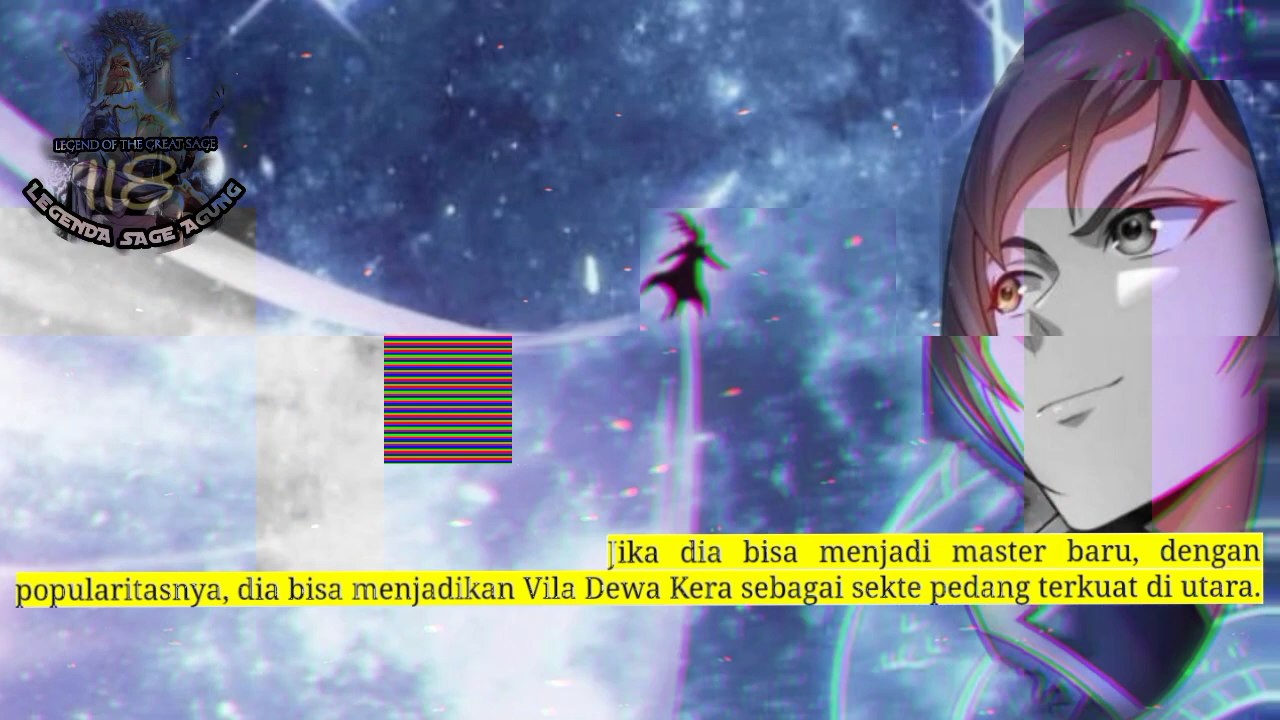 LEGEND OF THE GREAT SAGE
118
LEGENDA SAGE AGUNG
Jika dia bisa menjadi master baru, dengan
popularitasnya, dia bisa menjadikan Vila Dewa Kera sebagai sekte pedang terkuat di utara.